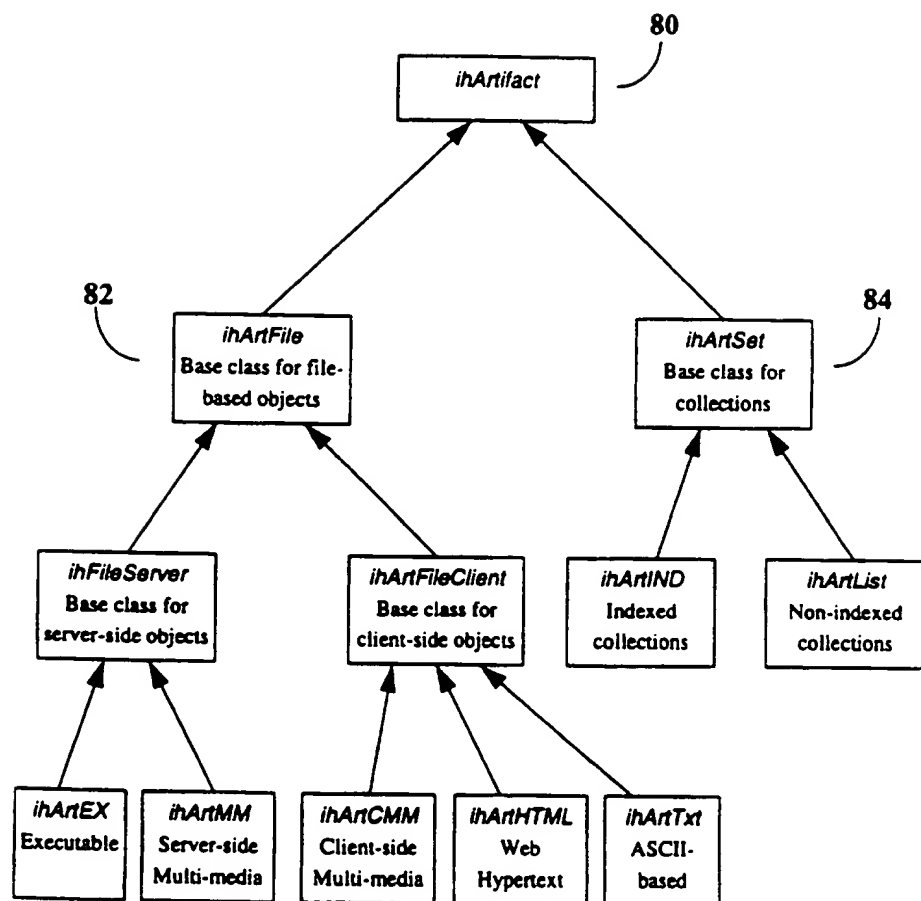 80
ihArtifact
82
84
ihArtFile
Base class for file-
based objects
ihArtSet
Base class for
collections
ihFileServer
Base class for
server-side objects
ihArtFileClient
Base class for
client-side objects
ihArtIND
Indexed
collections
ihArtList
Non-indexed
collections
ihArtEX
Executable
ihArtMM
Server-side
Multi-media
ihArtCMM
Client-side
Multi-media
ihArtHTML
Web
Hypertext
ihArtTxt
ASCII-
based